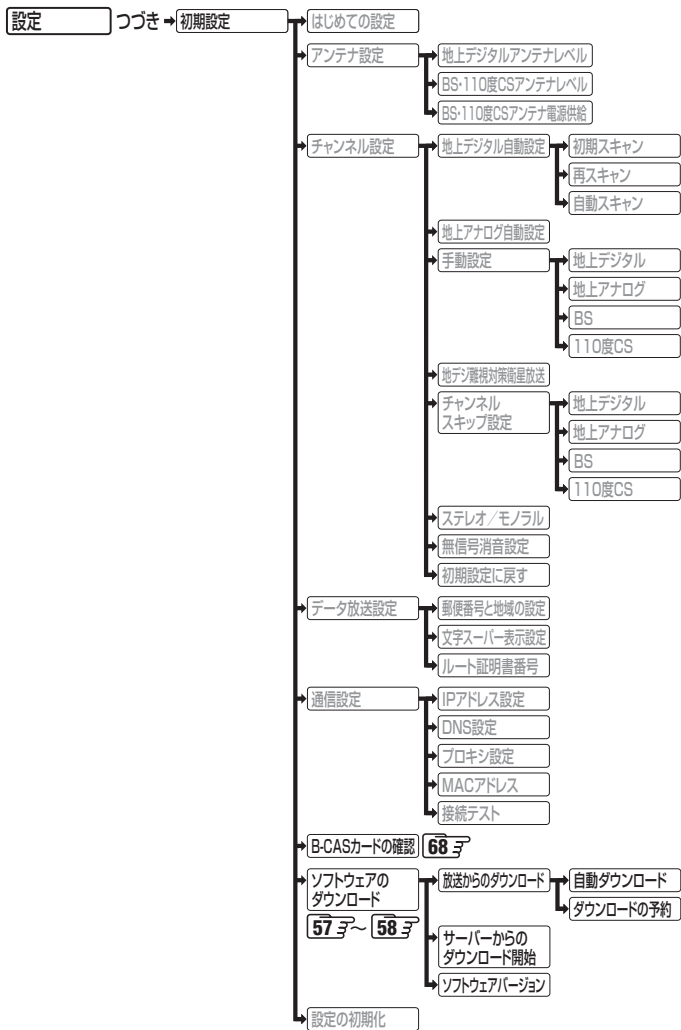 設定 つづき 初期設定 はじめての設定
アンテナ設定 地上デジタルアンテナレベル
BS・110度CSアンテナレベル
BS・110度CSアンテナ電源供給
チャンネル設定 地上デジタル自動設定 初期スキャン
再スキャン
自動スキャン
地上アナログ自動設定
手動設定 地上デジタル
地上アナログ
BS
110度CS
地デジ難視対策衛星放送
チャンネル
スキップ設定
地上デジタル
地上アナログ
BS
110度CS
ステレオ／モノラル
無信号消音設定
初期設定に戻す
データ放送設定 郵便番号と地域の設定
文字スーパー表示設定
ルート証明書番号
通信設定 IPアドレス設定
DNS設定
プロキシ設定
MACアドレス
接続テスト
B-CASカードの確認 68
ソフトウェアの
ダウンロード
57 ～ 58
放送からのダウンロード 自動ダウンロード
ダウンロードの予約
サーバーからの
ダウンロード開始
ソフトウェアバージョン
設定の初期化